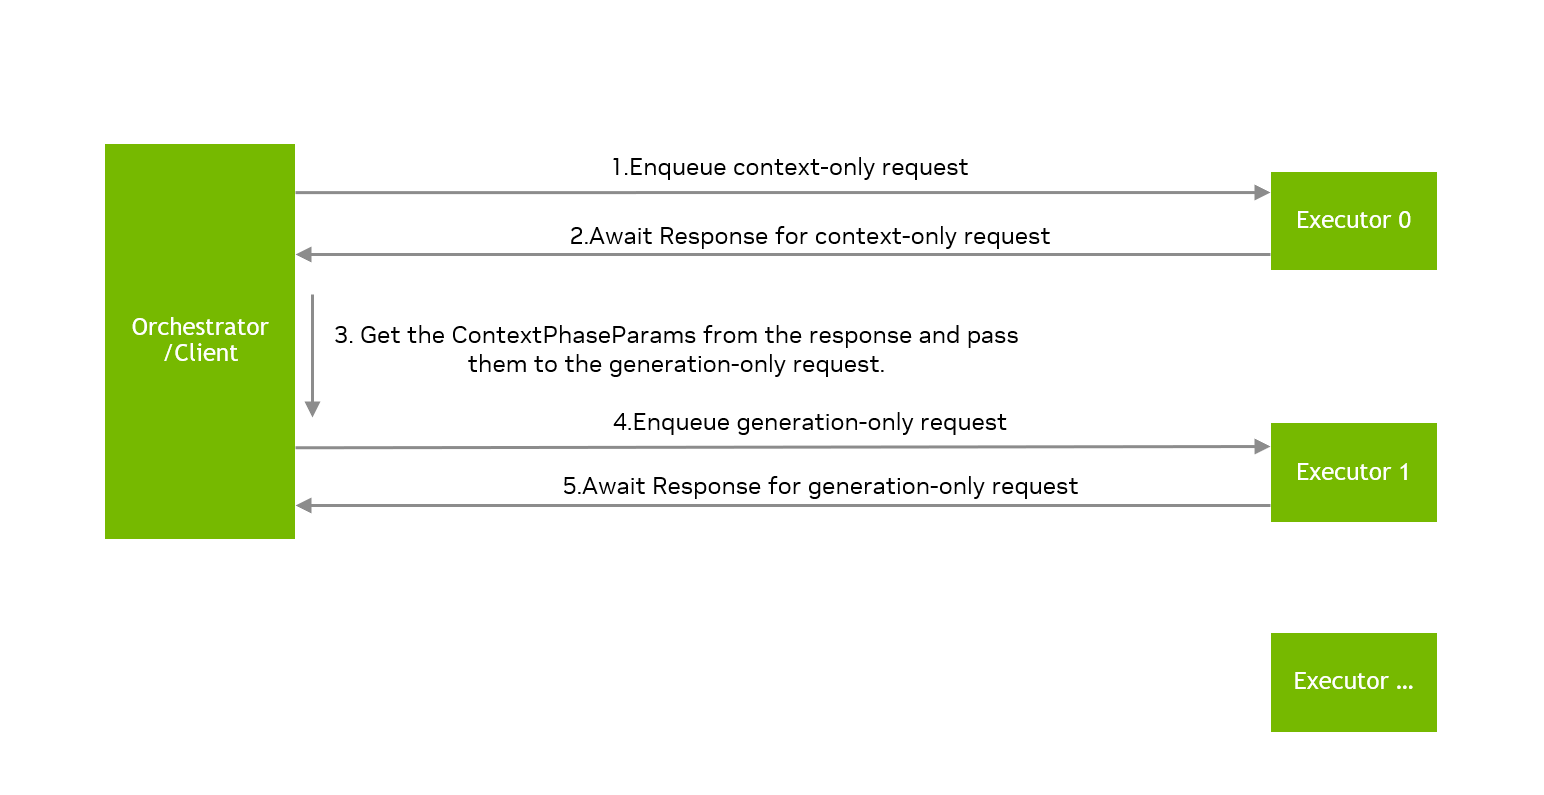 1.Enqueue context-only request
Executor 0
2.Await Response for context-only request
Orchestrator
/Client
3. Get the ContextPhaseParams from the response and pass
them to the generation-only request.
4.Enqueue generation-only request
Executor 1
5.Await Response for generation-only request
Executor ...